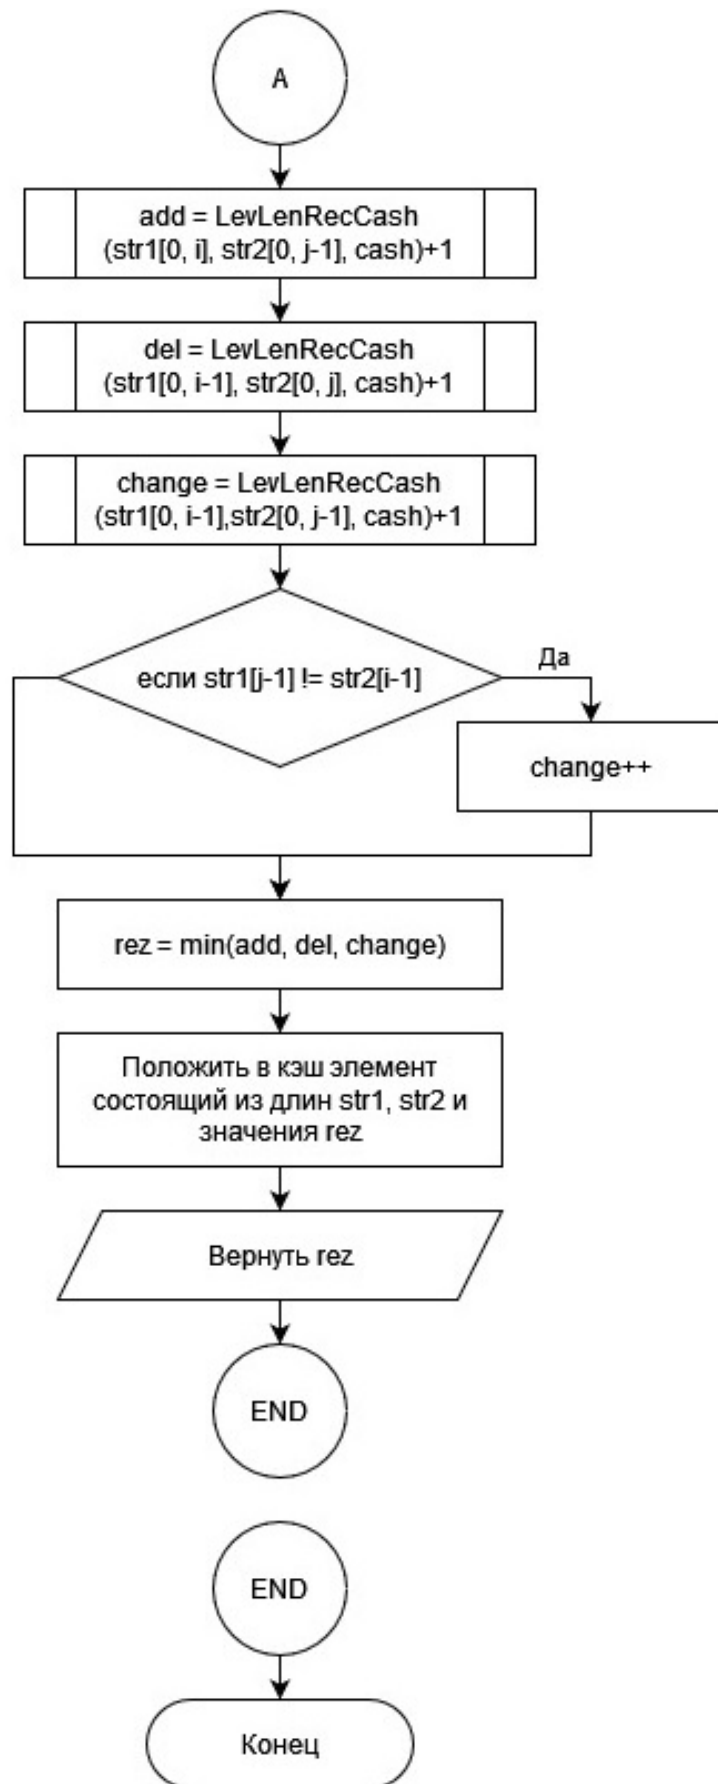 A
add = LevLenRecCash
(str1[0, i], str2[0, j-1], cash)+1
del = LevLenRecCash
(str1[0, i-1], str2[0, j], cash)+1
change = LevLenRecCash
(str1[0, i-1],str2[0, j-1], cash)+1
если str1[j-1] != str2[i-1]
Да
change++
rez = min(add, del, change)
Положить в кэш элемент
состоящий из длин str1, str2 и
значения rez
Вернуть rez
END
END
Конец